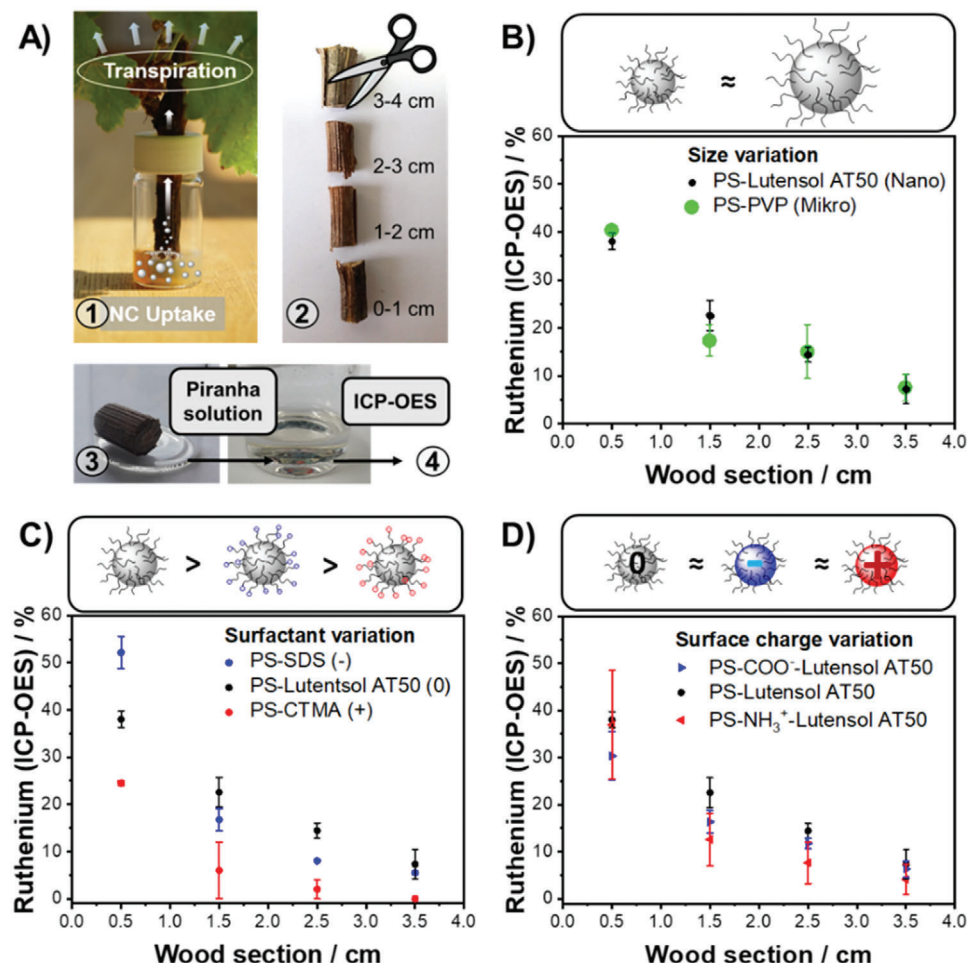 A)
Transpiration
1
NC Uptake
2
3-4 cm
2-3 cm
1-2 cm
0-1 cm
3
Piranha
solution
ICP-OES
4
B)
≈
Size variation
PS-Lutensol AT50 (Nano)
PS-PVP (Mikro)
Ruthenium (ICP-OES) / %
60
50
40
30
20
10
0
0.0 0.5 1.0 1.5 2.0 2.5 3.0 3.5 4.0
Wood section / cm
C)
> >
Surfactant variation
PS-SDS (-)
PS-Lutentsol AT50 (0)
PS-CTMA (+)
Ruthenium (ICP-OES) / %
60
50
40
30
20
10
0
0.0 0.5 1.0 1.5 2.0 2.5 3.0 3.5 4.0
Wood section / cm
D)
0 ≈ - ≈ +
Surface charge variation
PS-COO⁻-Lutensol AT50
PS-Lutensol AT50
PS-NH₃⁺-Lutensol AT50
Ruthenium (ICP-OES) / %
60
50
40
30
20
10
0
0.0 0.5 1.0 1.5 2.0 2.5 3.0 3.5 4.0
Wood section / cm